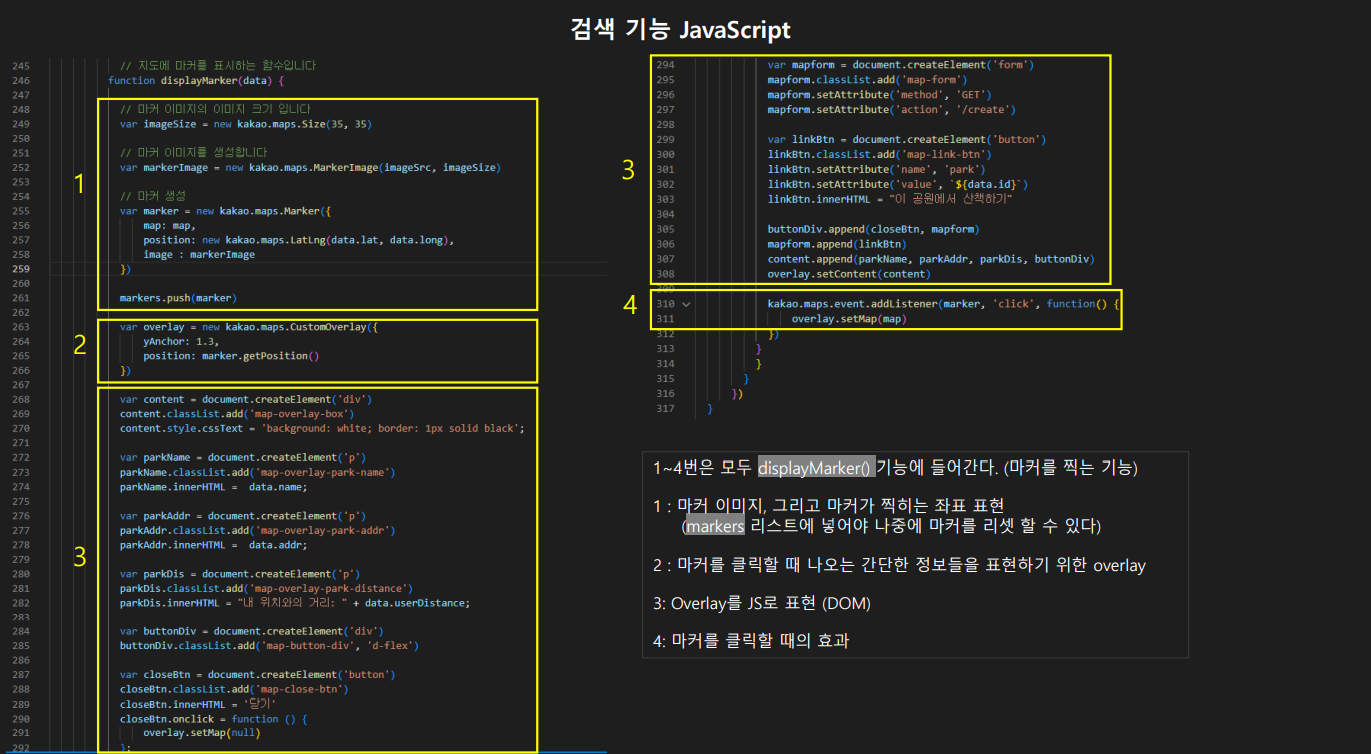 검색 기능 JavaScript
245 // 지도에 마커를 표시하는 함수입니다
246 function displayMarker(data) {
247
248 // 마커 이미지의 이미지 크기 입니다
249 var imageSize = new kakao.maps.Size(35, 35)
250
251 // 마커 이미지를 생성합니다
252 var markerImage = new kakao.maps.MarkerImage(imageSrc, imageSize)
253
254 // 마커 생성
255 var marker = new kakao.maps.Marker({
256 map: map,
257 position: new kakao.maps.LatLng(data.lat, data.long),
258 image : markerImage
259 })
260
261 markers.push(marker)
262
263 var overlay = new kakao.maps.CustomOverlay({
264 yAnchor: 1.3,
265 position: marker.getPosition()
266 })
267
268 var content = document.createElement('div')
269 content.classList.add('map-overlay-box')
270 content.style.cssText = 'background: white; border: 1px solid black';
271
272 var parkName = document.createElement('p')
273 parkName.classList.add('map-overlay-park-name')
274 parkName.innerHTML = data.name;
275
276 var parkAddr = document.createElement('p')
277 parkAddr.classList.add('map-overlay-park-addr')
278 parkAddr.innerHTML = data.addr;
279
280 var parkDis = document.createElement('p')
281 parkDis.classList.add('map-overlay-park-distance')
282 parkDis.innerHTML = "내 위치와의 거리: " + data.userDistance;
283
284 var buttonDiv = document.createElement('div')
285 buttonDiv.classList.add('map-button-div', 'd-flex')
286
287 var closeBtn = document.createElement('button')
288 closeBtn.classList.add('map-close-btn')
289 closeBtn.innerHTML = '닫기'
290 closeBtn.onclick = function () {
291 overlay.setMap(null)
292 };
1
2
3
294 var mapform = document.createElement('form')
295 mapform.classList.add('map-form')
296 mapform.setAttribute('method', 'GET')
297 mapform.setAttribute('action', '/create')
298
299 var linkBtn = document.createElement('button')
300 linkBtn.classList.add('map-link-btn')
301 linkBtn.setAttribute('name', 'park')
302 linkBtn.setAttribute('value', `${data.id}`)
303 linkBtn.innerHTML = "이 공원에서 산책하기"
304
305 buttonDiv.append(closeBtn, mapform)
306 mapform.append(linkBtn)
307 content.append(parkName, parkAddr, parkDis, buttonDiv)
308 overlay.setContent(content)
309
310 kakao.maps.event.addListener(marker, 'click', function() {
311 overlay.setMap(map)
312 })
313 }
314 }
315 }
316 })
317 }
3
4
1~4번은 모두 displayMarker() 기능에 들어간다. (마커를 찍는 기능)
1 : 마커 이미지, 그리고 마커가 찍히는 좌표 표현
(markers 리스트에 넣어야 나중에 마커를 리셋 할 수 있다)
2 : 마커를 클릭할 때 나오는 간단한 정보들을 표현하기 위한 overlay
3: Overlay를 JS로 표현 (DOM)
4: 마커를 클릭할 때의 효과